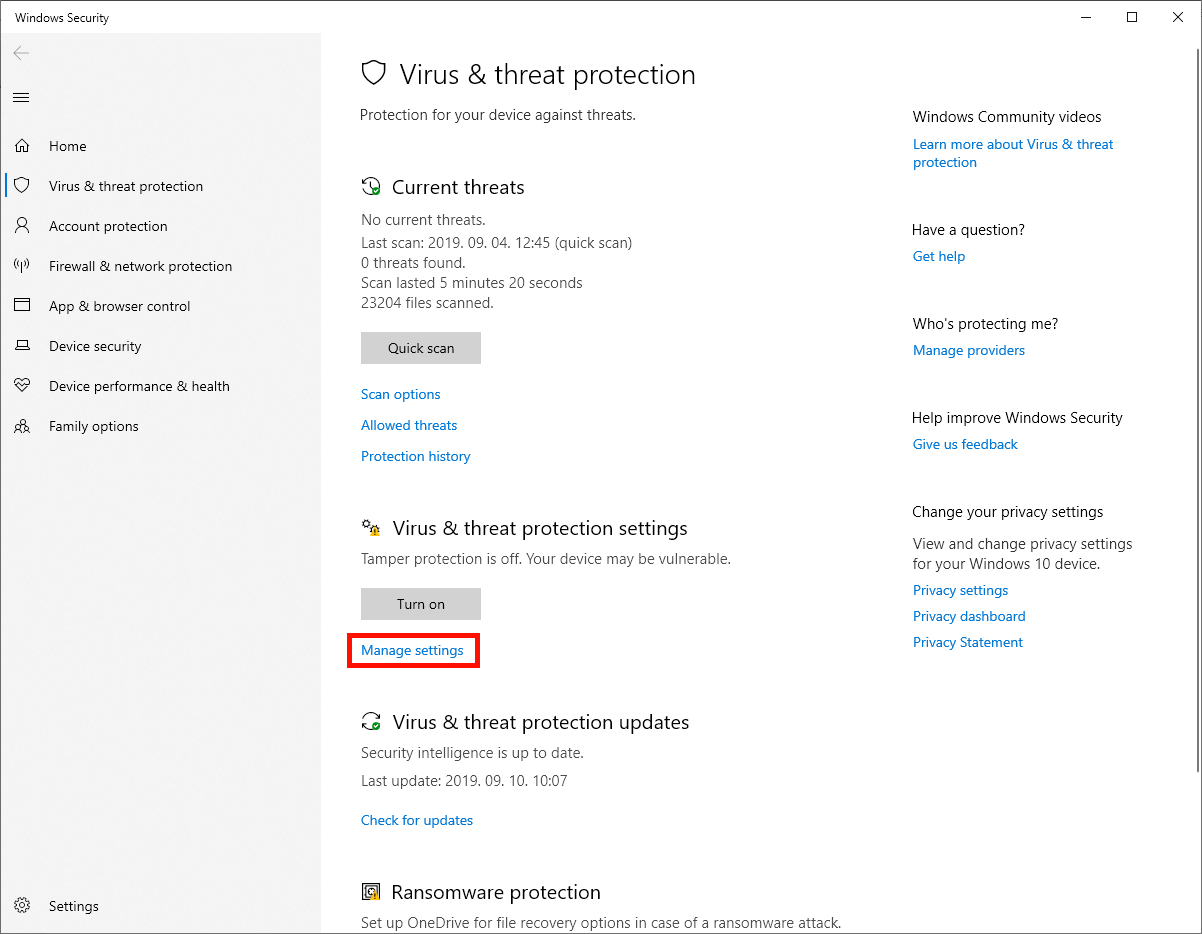 Windows Security
Home
Virus & threat protection
Account protection
Firewall & network protection
App & browser control
Device security
Device performance & health
Family options
Settings
Virus & threat protection
Protection for your device against threats.
Current threats
No current threats.
Last scan: 2019. 09. 04. 12:45 (quick scan)
0 threats found.
Scan lasted 5 minutes 20 seconds
23204 files scanned.
Quick scan
Scan options
Allowed threats
Protection history
Virus & threat protection settings
Tamper protection is off. Your device may be vulnerable.
Turn on
Manage settings
Virus & threat protection updates
Security intelligence is up to date.
Last update: 2019. 09. 10. 10:07
Check for updates
Ransomware protection
Set up OneDrive for file recovery options in case of a ransomware attack.
Windows Community videos
Learn more about Virus & threat
protection
Have a question?
Get help
Who's protecting me?
Manage providers
Help improve Windows Security
Give us feedback
Change your privacy settings
View and change privacy settings
for your Windows 10 device.
Privacy settings
Privacy dashboard
Privacy Statement